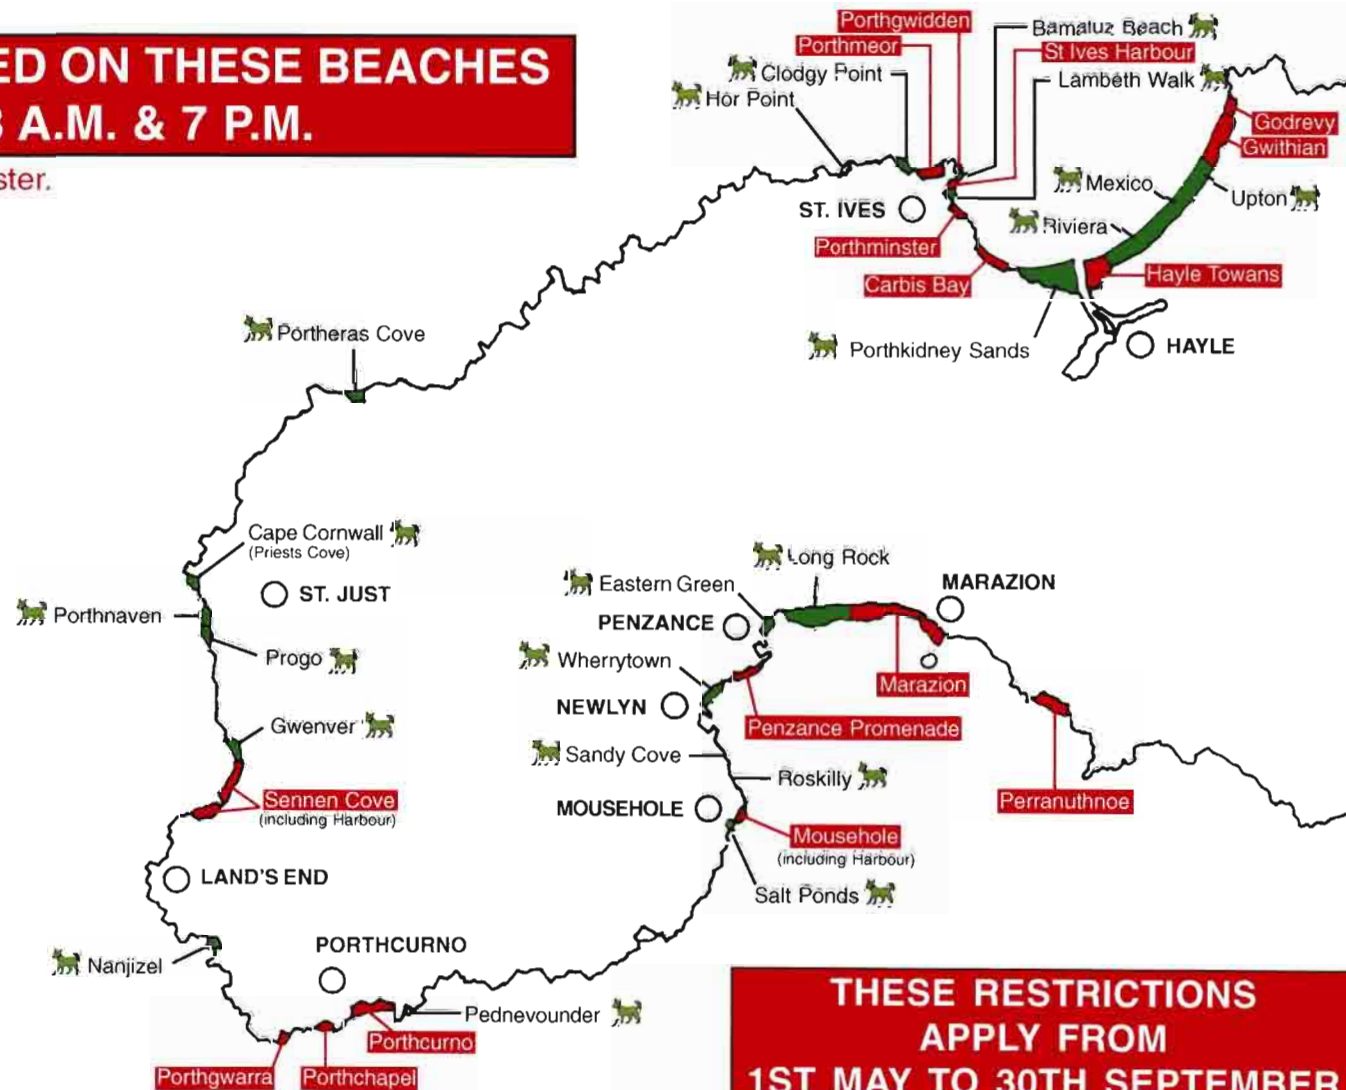 ED ON THESE BEACHES
A.M. & 7 P.M.
ster.
Porthgwidden
Bamaluz Beach
Porthmeor
St Ives Harbour
Clodgy Point
Lambeth Walk
Hor Point
Godrevy
Gwithian
Mexico
Upton
ST. IVES
Riviera
Porthminster
Carbis Bay
Hayle Towans
Porthkidney Sands
HAYLE
Portheras Cove
Cape Cornwall
(Priests Cove)
ST. JUST
Porthnaven
Progo
Gwenver
Sennen Cove
(including Harbour)
LAND'S END
Nanjizel
PORTHCURNO
Pednevounder
Porthcurno
Porthgwarra
Porthchapel
Long Rock
Eastern Green
MARAZION
PENZANCE
Wherrytown
Marazion
NEWLYN
Penzance Promenade
Sandy Cove
Roskilly
MOUSEHOLE
Mousehole
(including Harbour)
Salt Ponds
Perranuthnoe
THESE RESTRICTIONS
APPLY FROM
1ST MAY TO 30TH SEPTEMBER